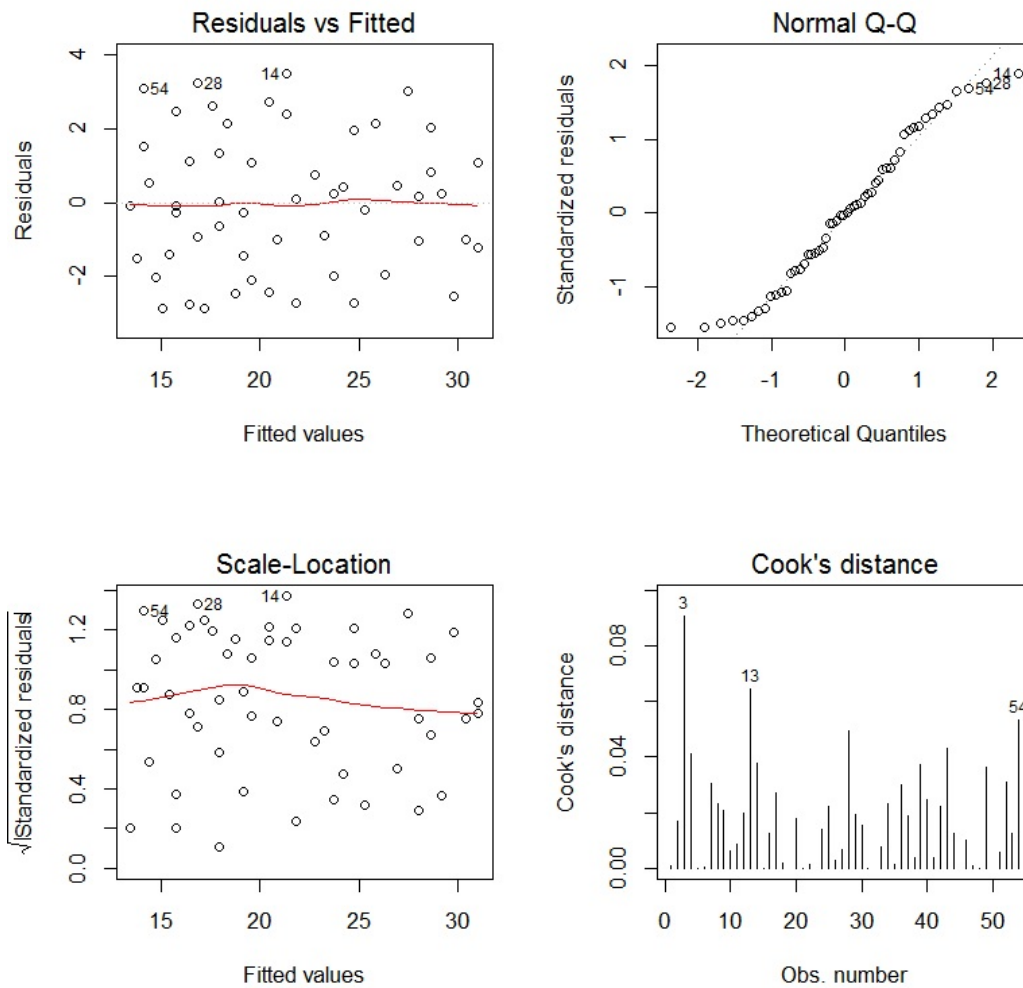 Residuals vs Fitted
4
2
0
-2
Residuals
54
28
14
15 20 25 30
Fitted values
Normal Q-Q
2
1
0
-1
Standardized residuals
14
28
54
-2 -1 0 1 2
Theoretical Quantiles
Scale-Location
1.2
0.8
0.4
0.0
√|Standardized residuals|
54
28
14
15 20 25 30
Fitted values
Cook's distance
0.08
0.04
0.00
Cook's distance
3
13
54
0 10 20 30 40 50
Obs. number